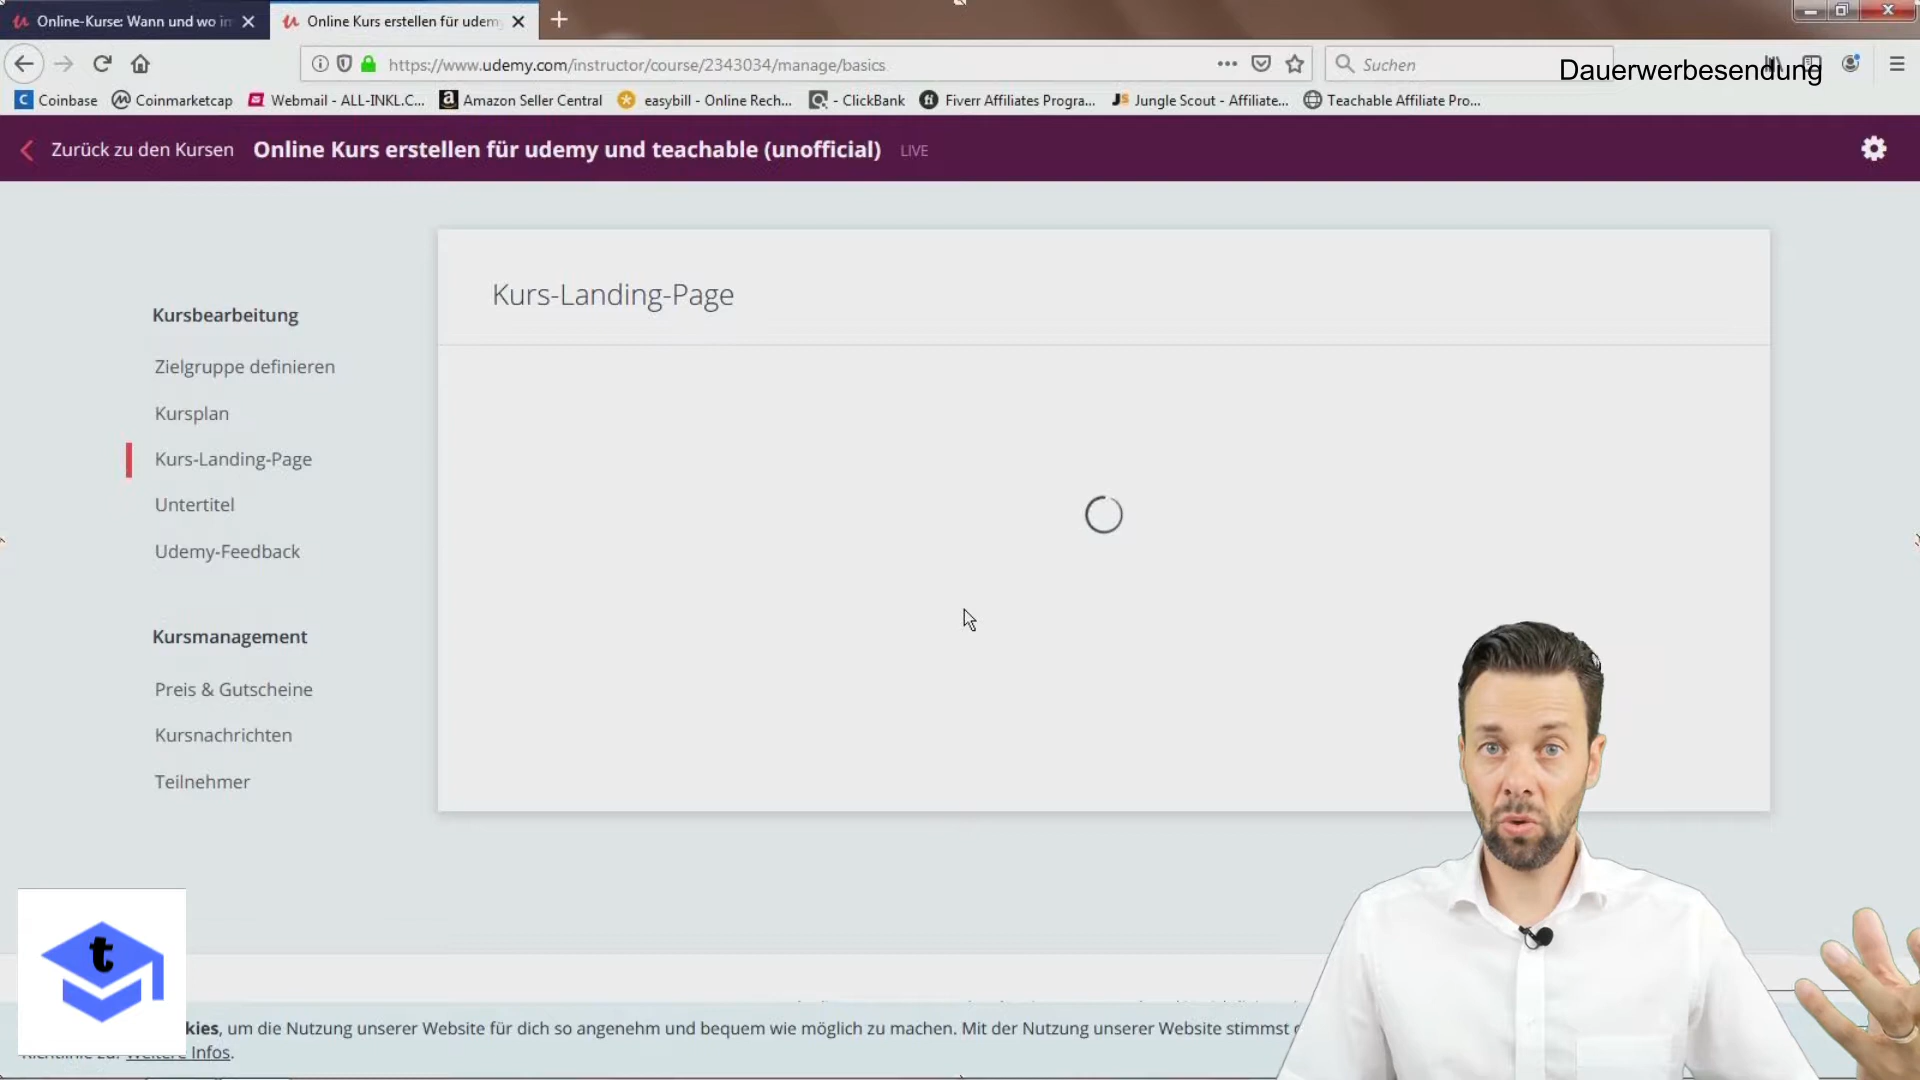 Online-Kurse: Wann und wo in
Online Kurs erstellen für udem
https://www.udemy.com/instructor/course/2343034/manage/basics
Suchen
Dauerwerbesendung
Coinbase
Coinmarketcap
Webmail - ALL-INKL.C...
Amazon Seller Central
easybill - Online Rech...
- ClickBank
Fiverr Affiliates Progra...
Jungle Scout - Affiliate...
Teachable Affiliate Pro...
Zurück zu den Kursen
Online Kurs erstellen für udemy und teachable (unofficial)
LIVE
Kurs-Landing-Page
Kursbearbeitung
Zielgruppe definieren
Kursplan
Kurs-Landing-Page
Untertitel
Udemy-Feedback
Kursmanagement
Preis & Gutscheine
Kursnachrichten
Teilnehmer
t
kies, um die Nutzung unserer Website für dich so angenehm und bequem wie möglich zu machen. Mit der Nutzung unserer Website stimmst
Weitere Infos.